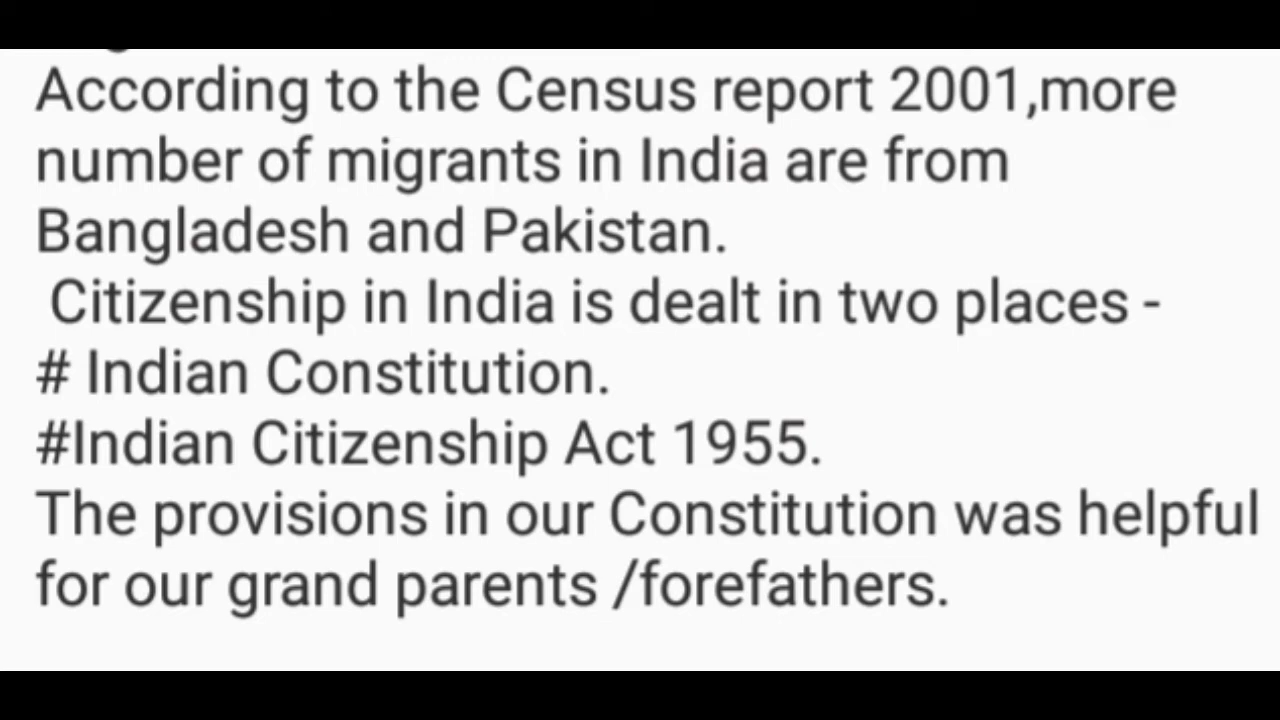 According to the Census report 2001,more
number of migrants in India are from
Bangladesh and Pakistan.
Citizenship in India is dealt in two places -
# Indian Constitution.
#Indian Citizenship Act 1955.
The provisions in our Constitution was helpful
for our grand parents /forefathers.